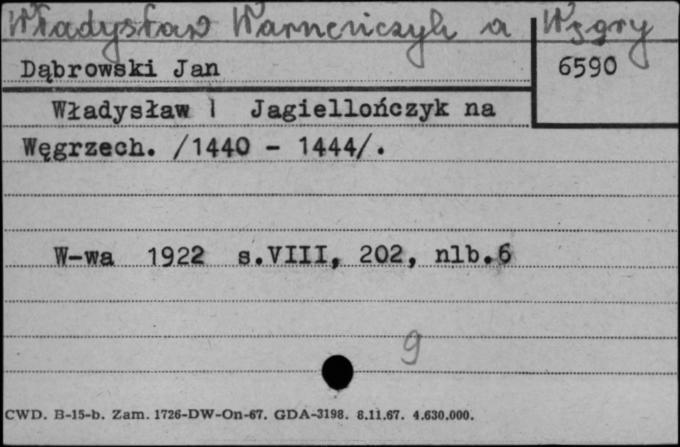 Władysław Warneńczyk a Węgry
Dąbrowski Jan
6590
Władysław I Jagiellończyk na
Węgrzech. /1440 - 1444/.
W-wa 1922 s.VIII, 202, nlb.6
9
CWD. B-15-b. Zam. 1726-DW-On-67. GDA-3198. 8.11.67. 4.630.000.